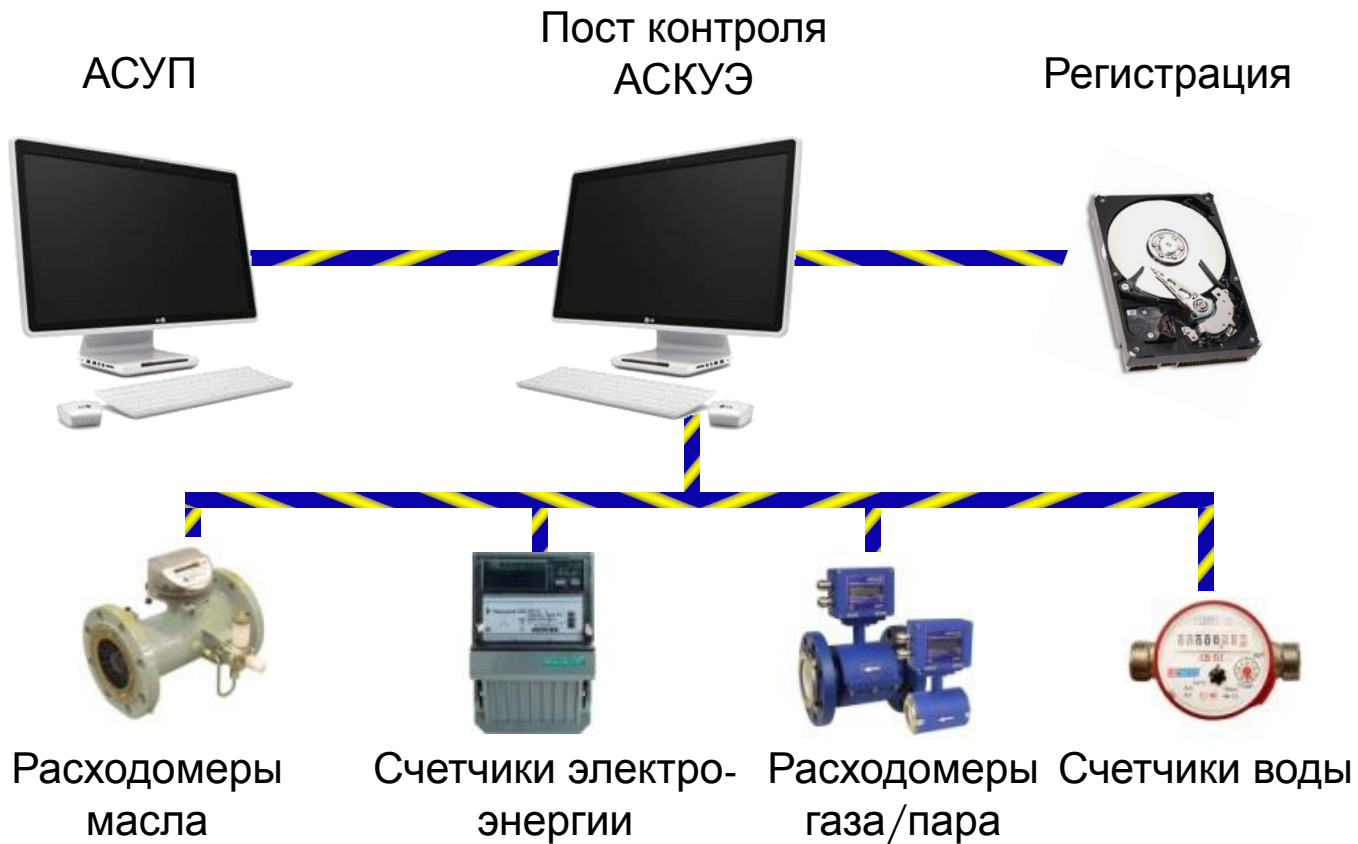 АСУП
Пост контроля
АСКУЭ
Регистрация
Расходомеры
масла
Счетчики электро-
энергии
Расходомеры
газа/пара
Счетчики воды